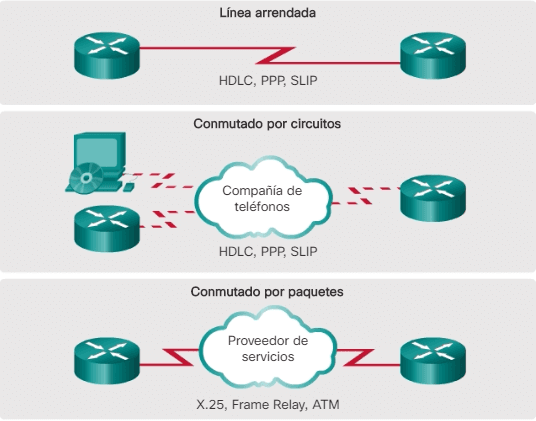 Línea arrendada
HDLC, PPP, SLIP
Conmutado por circuitos
Compañía de
teléfonos
HDLC, PPP, SLIP
Conmutado por paquetes
Proveedor de
servicios
X.25, Frame Relay, ATM